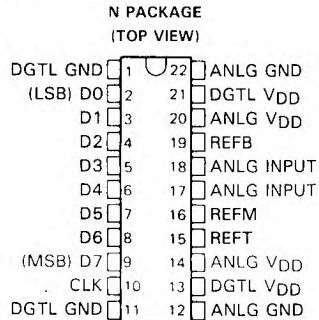 N PACKAGE
(TOP VIEW)
DGTL GND 1 22 ANLG GND
(LSB) D0 2 21 DGTL VDD
D1 3 20 ANLG VDD
D2 4 19 REFB
D3 5 18 ANLG INPUT
D4 6 17 ANLG INPUT
D5 7 16 REFM
D6 8 15 REFT
(MSB) D7 9 14 ANLG VDD
CLK 10 13 DGTL VDD
DGTL GND 11 12 ANLG GND